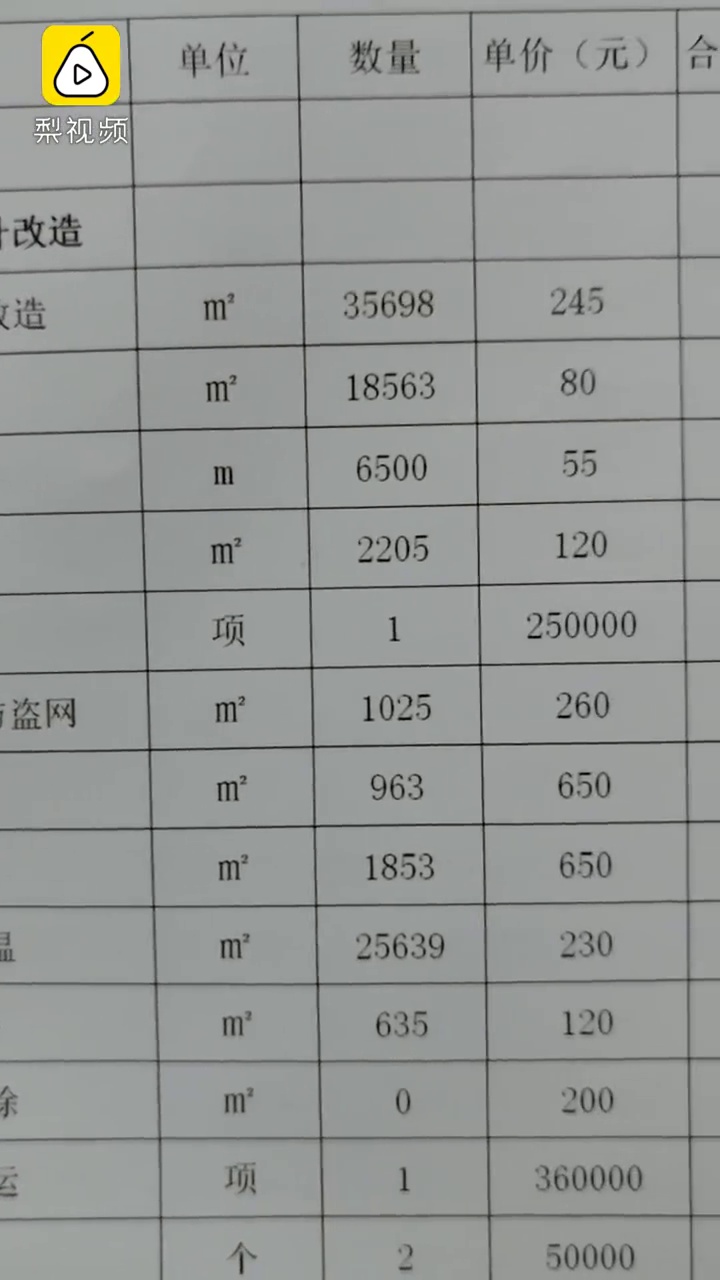 单位 数量 单价（元） 合
梨视频
改造
改造 m² 35698 245
m² 18563 80
m 6500 55
m² 2205 120
项 1 250000
盗网 m² 1025 260
m² 963 650
m² 1853 650
温 m² 25639 230
m² 635 120
除 m² 0 200
运 项 1 360000
个 2 50000